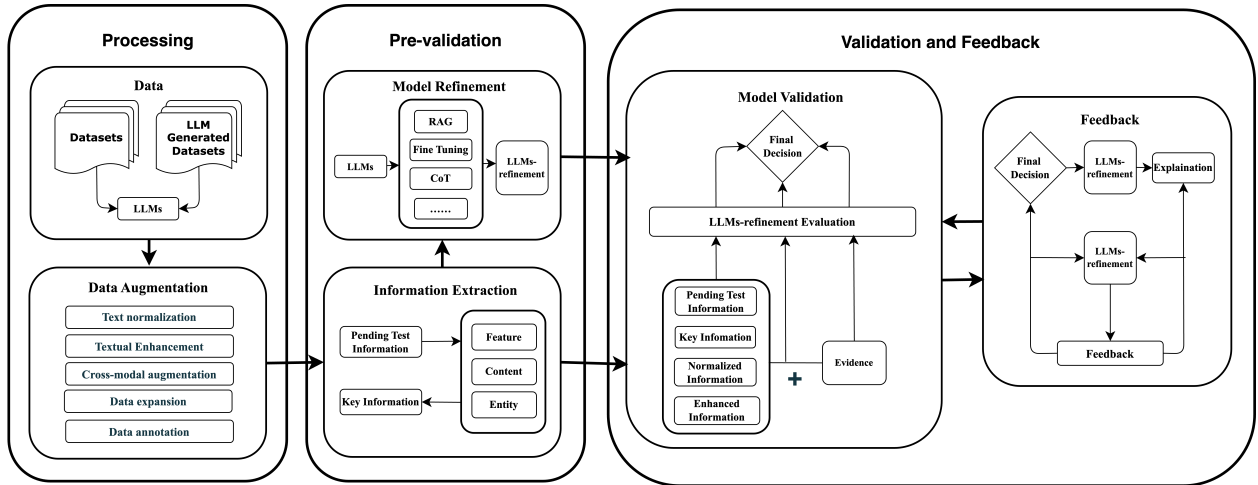 Processing
Data
Datasets
LLM
Generated
Datasets
LLMs
Data Augmentation
Text normalization
Textual Enhancement
Cross-modal augmentation
Data expansion
Data annotation
Pre-validation
Model Refinement
LLMs
RAG
Fine Tuning
CoT
......
LLMs-
refinement
Information Extraction
Pending Test
Information
Key Information
Feature
Content
Entity
Validation and Feedback
Model Validation
Final
Decision
LLMs-refinement Evaluation
Pending Test
Information
Key Infomation
Normalized
Information
Enhanced
Information
+
Evidence
Feedback
Final
Decision
LLMs-
refinement
Explaination
LLMs-
refinement
Feedback